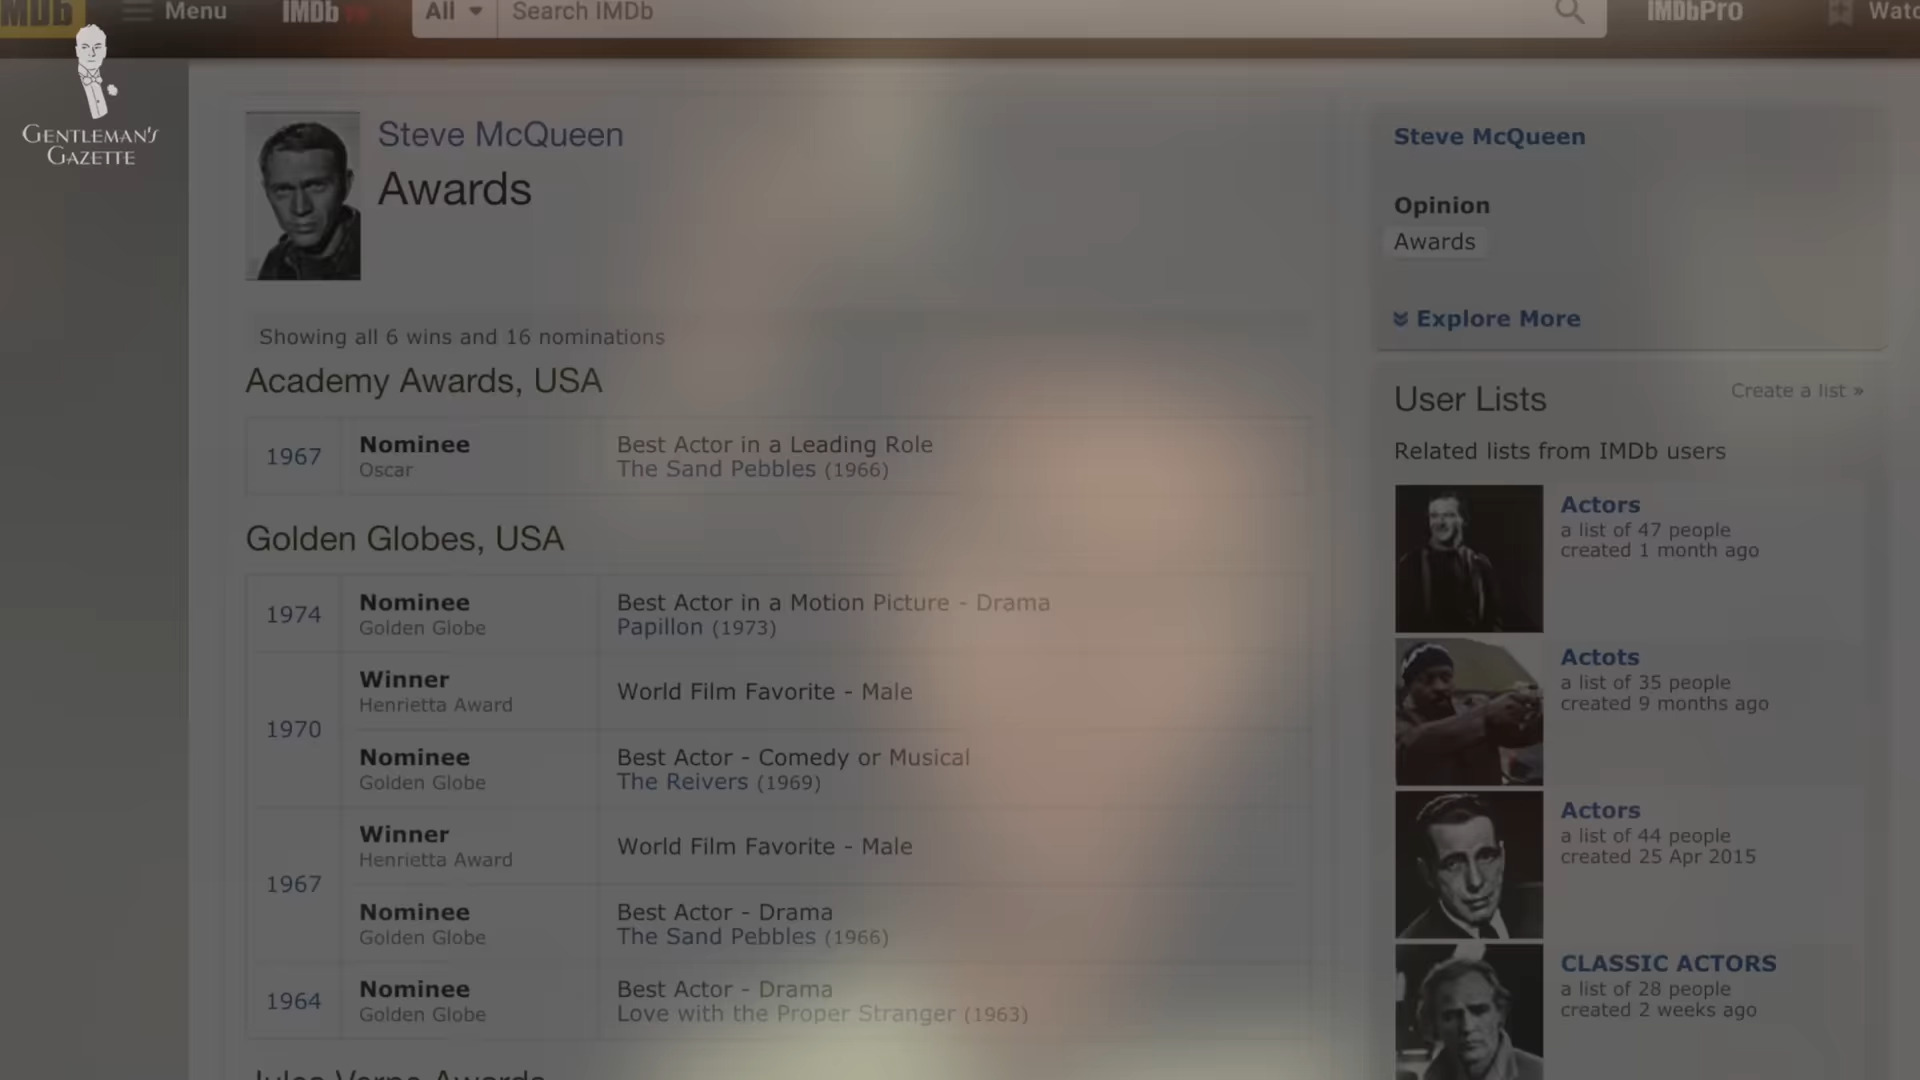 IMDb
Menu
IMDb
All
Search IMDb
IMDbPro
GENTLEMAN'S
GAZETTE
Steve McQueen
Awards
Showing all 6 wins and 16 nominations
Academy Awards, USA
1967
Nominee
Oscar
Best Actor in a Leading Role
The Sand Pebbles (1966)
Golden Globes, USA
1974
Nominee
Golden Globe
Best Actor in a Motion Picture - Drama
Papillon (1973)
1970
Winner
Henrietta Award
World Film Favorite - Male
Nominee
Golden Globe
Best Actor - Comedy or Musical
The Reivers (1969)
1967
Winner
Henrietta Award
World Film Favorite - Male
Nominee
Golden Globe
Best Actor - Drama
The Sand Pebbles (1966)
1964
Nominee
Golden Globe
Best Actor - Drama
Love with the Proper Stranger (1963)
Steve McQueen
Opinion
Awards
Explore More
User Lists
Create a list »
Related lists from IMDb users
Actors
a list of 47 people
created 1 month ago
Actots
a list of 35 people
created 9 months ago
Actors
a list of 44 people
created 25 Apr 2015
CLASSIC ACTORS
a list of 28 people
created 2 weeks ago